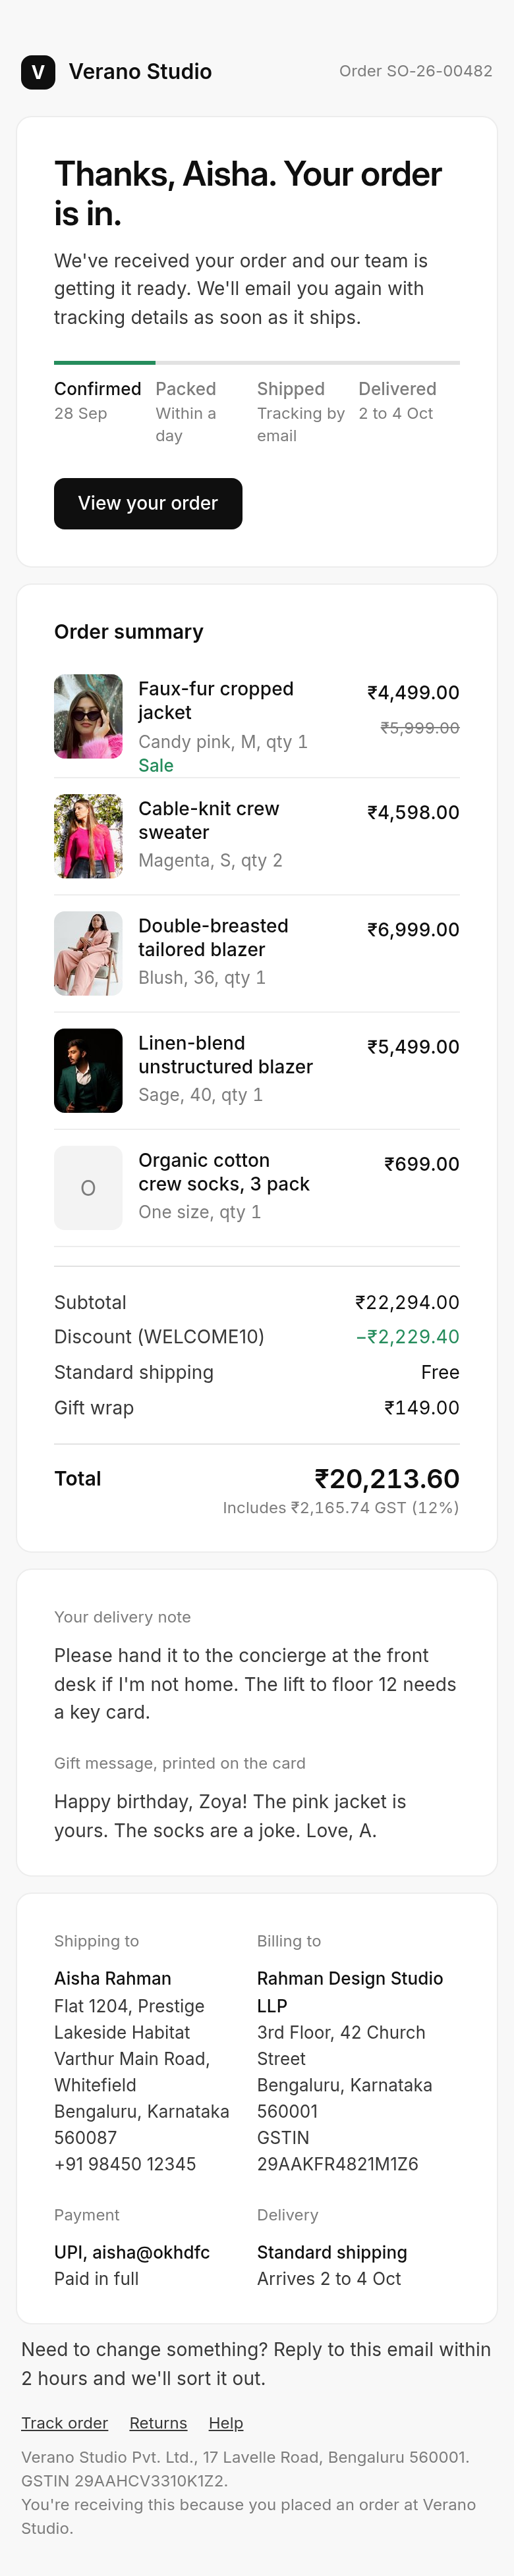 V Verano Studio Order SO-26-00482
Thanks, Aisha. Your order
is in.
We've received your order and our team is
getting it ready. We'll email you again with
tracking details as soon as it ships.
Confirmed Packed Shipped Delivered
28 Sep Within a Tracking by 2 to 4 Oct
day email
View your order
Order summary
Faux-fur cropped ₹4,499.00
jacket ₹5,999.00
Candy pink, M, qty 1
Sale
Cable-knit crew ₹4,598.00
sweater
Magenta, S, qty 2
Double-breasted ₹6,999.00
tailored blazer
Blush, 36, qty 1
Linen-blend ₹5,499.00
unstructured blazer
Sage, 40, qty 1
O
Organic cotton ₹699.00
crew socks, 3 pack
One size, qty 1
Subtotal ₹22,294.00
Discount (WELCOME10) −₹2,229.40
Standard shipping Free
Gift wrap ₹149.00
Total ₹20,213.60
Includes ₹2,165.74 GST (12%)
Your delivery note
Please hand it to the concierge at the front
desk if I'm not home. The lift to floor 12 needs
a key card.
Gift message, printed on the card
Happy birthday, Zoya! The pink jacket is
yours. The socks are a joke. Love, A.
Shipping to
Aisha Rahman
Flat 1204, Prestige
Lakeside Habitat
Varthur Main Road,
Whitefield
Bengaluru, Karnataka
560087
+91 98450 12345
Billing to
Rahman Design Studio
LLP
3rd Floor, 42 Church
Street
Bengaluru, Karnataka
560001
GSTIN
29AAKFR4821M1Z6
Payment
UPI, aisha@okhdfc
Paid in full
Delivery
Standard shipping
Arrives 2 to 4 Oct
Need to change something? Reply to this email within
2 hours and we'll sort it out.
Track order Returns Help
Verano Studio Pvt. Ltd., 17 Lavelle Road, Bengaluru 560001.
GSTIN 29AAHCV3310K1Z2.
You're receiving this because you placed an order at Verano
Studio.